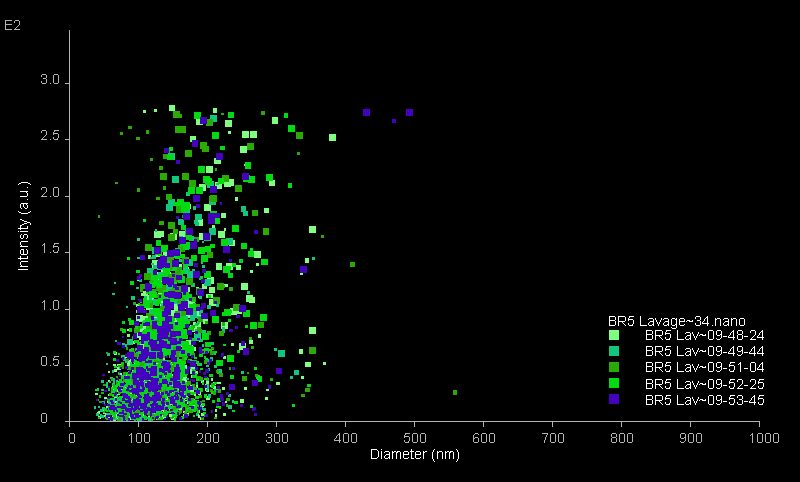 E2
3.0
2.5
2.0
1.5
1.0
0.5
0
Intensity (a.u.)
0 100 200 300 400 500 600 700 800 900 1000
Diameter (nm)
BR5 Lavage~34.nano
BR5 Lav~09-48-24
BR5 Lav~09-49-44
BR5 Lav~09-51-04
BR5 Lav~09-52-25
BR5 Lav~09-53-45